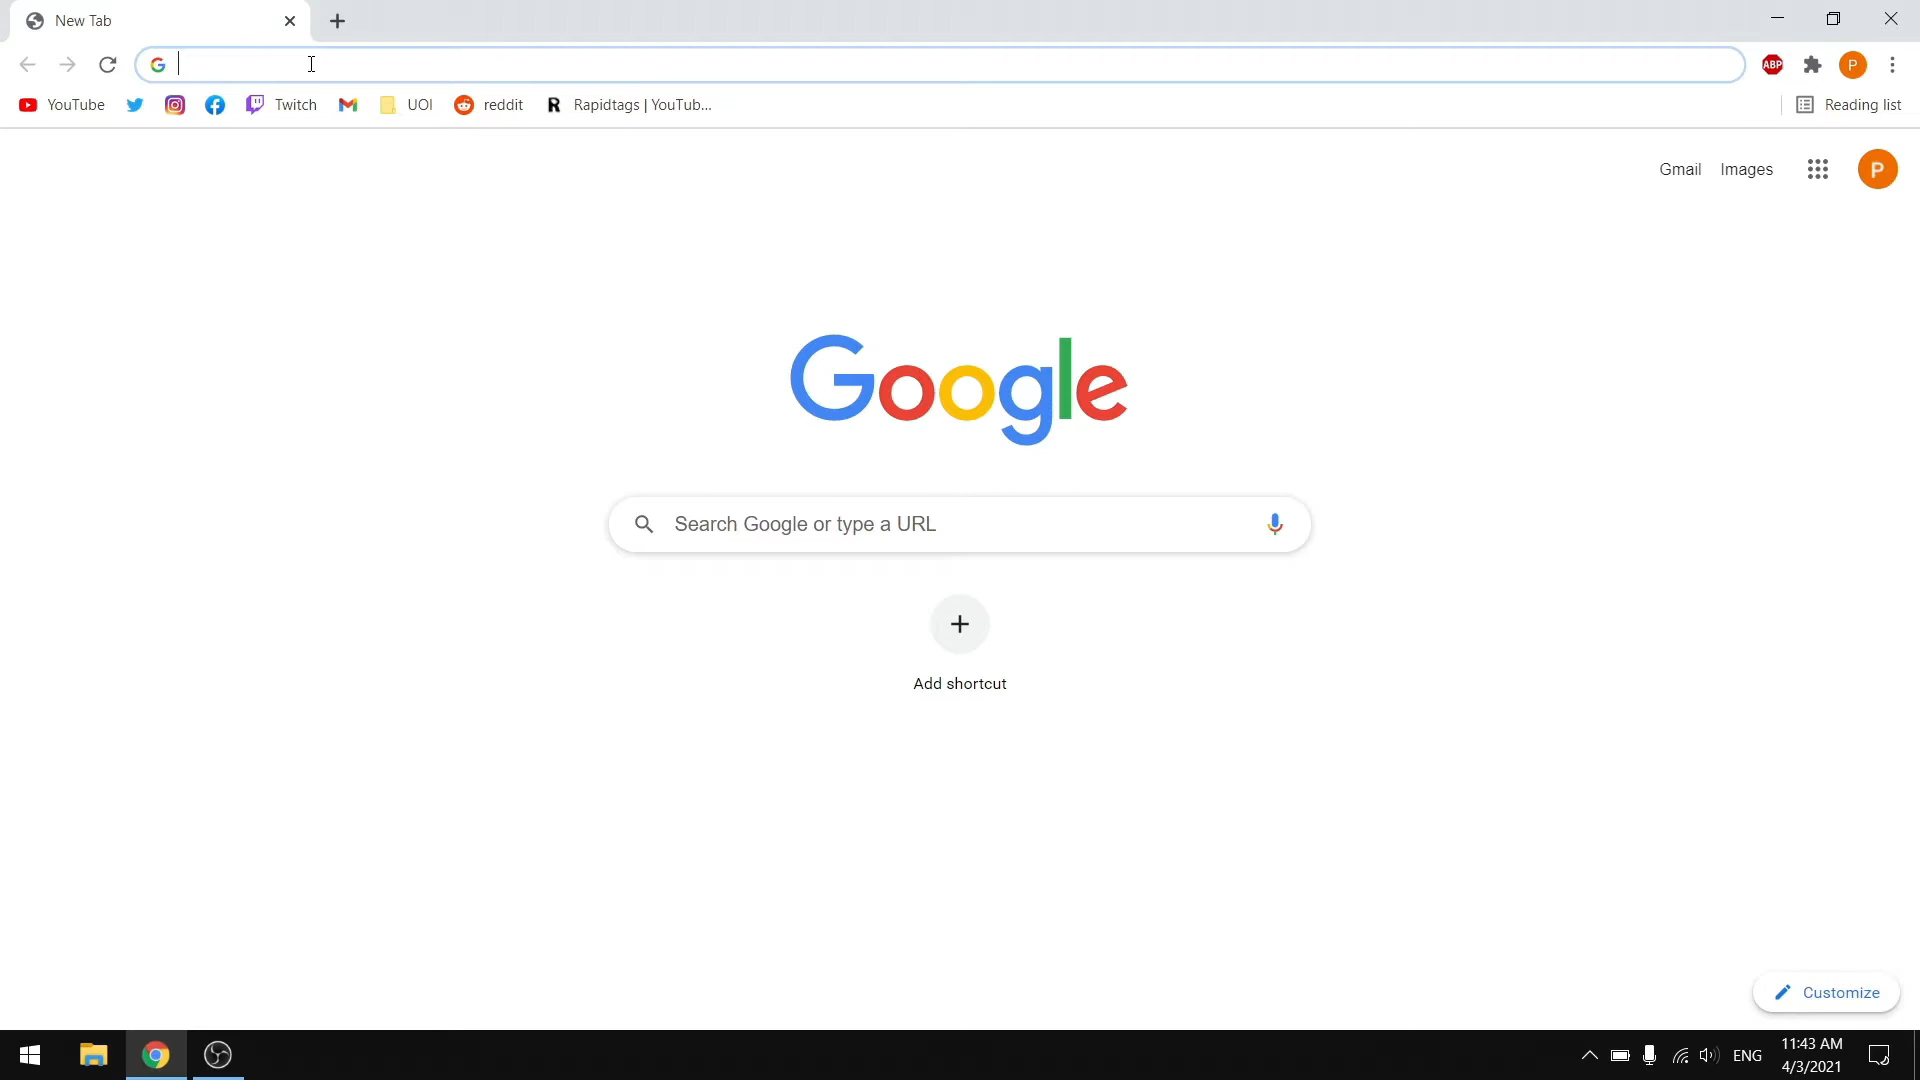 New Tab
ABP
P
YouTube
Twitch
UOI
reddit
R
Rapidtags | YouTub...
Reading list
Gmail
Images
P
Google
Search Google or type a URL
Add shortcut
Customize
ENG
11:43 AM
4/3/2021